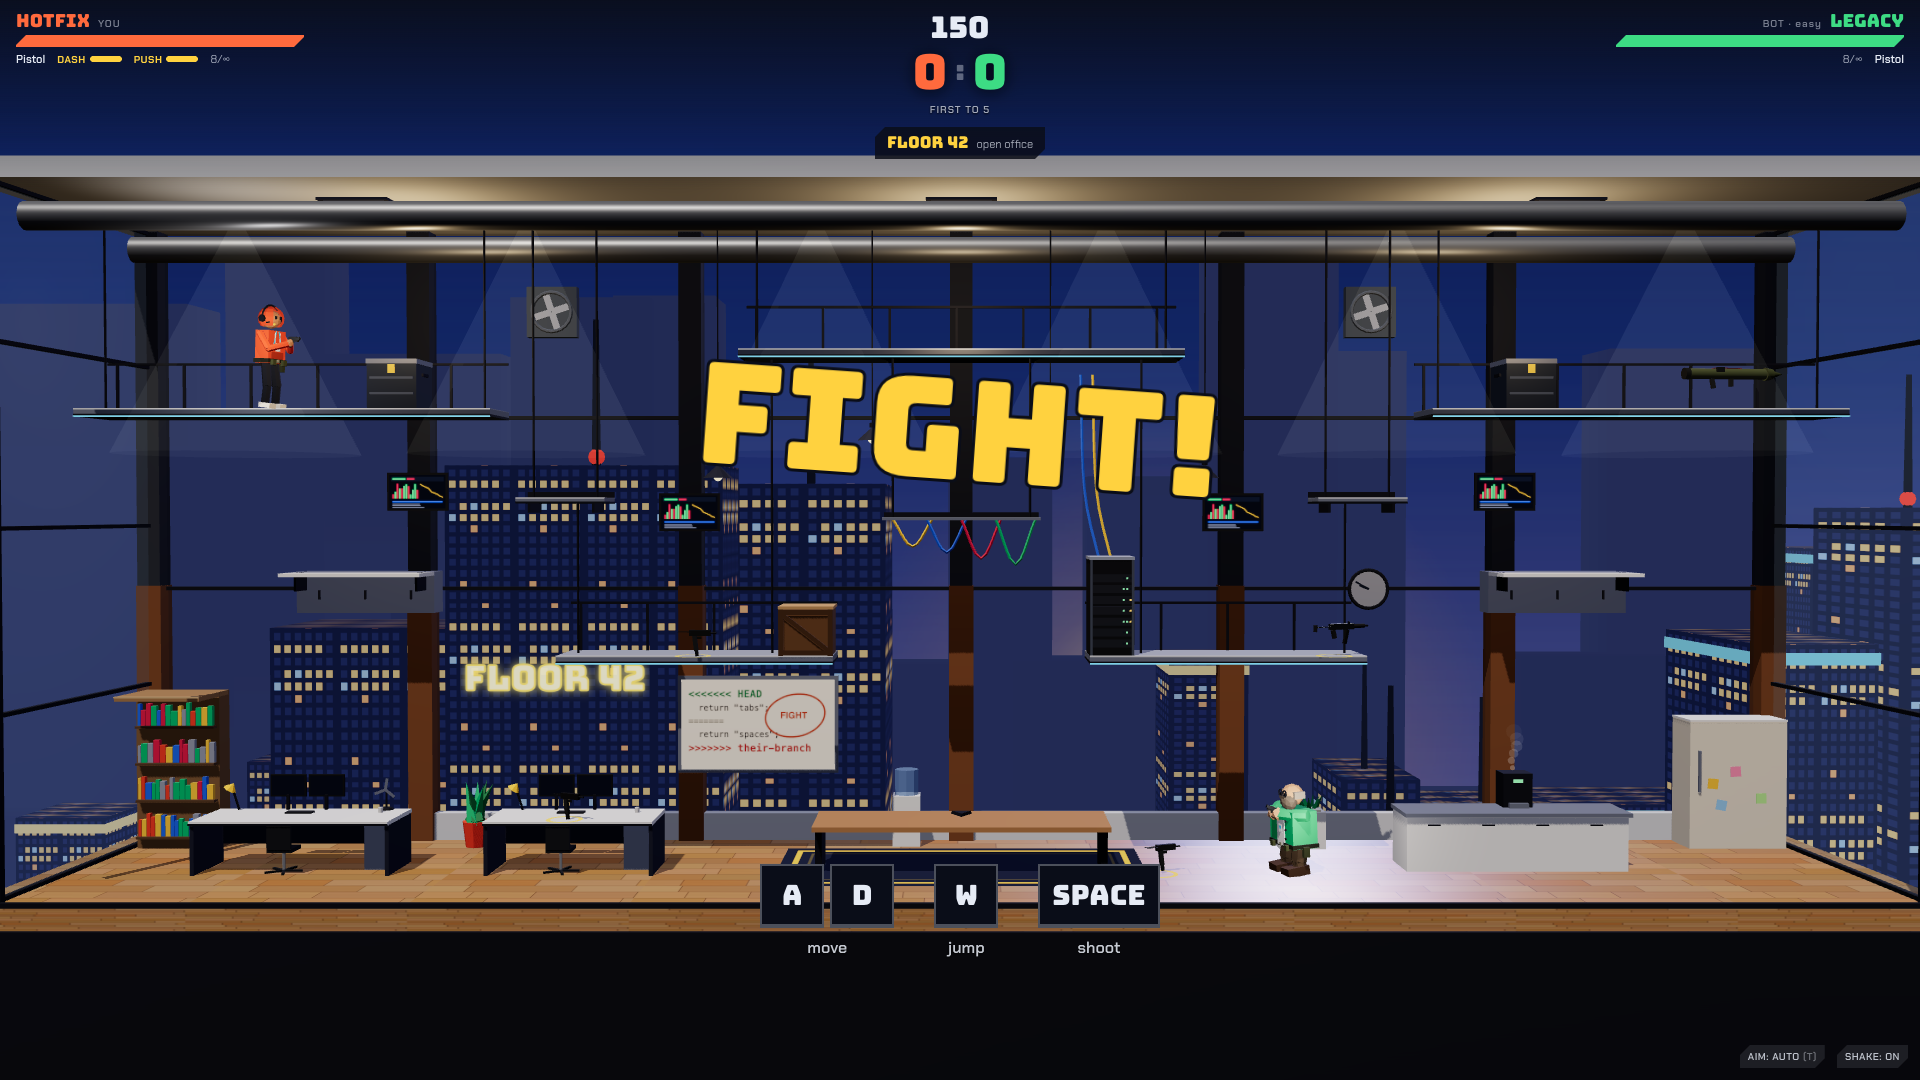 HOTFIX YOU
Pistol DASH PUSH 8/∞
150
0 : 0
FIRST TO 5
BOT · easy LEGACY
8/∞ Pistol
FLOOR 42 open office
FIGHT!
FLOOR 42
<<<<<<< HEAD
return "tabs";
=======
return "spaces";
>>>>>>> their-branch
FIGHT
A D W SPACE
move jump shoot
AIM: AUTO (T) SHAKE: ON